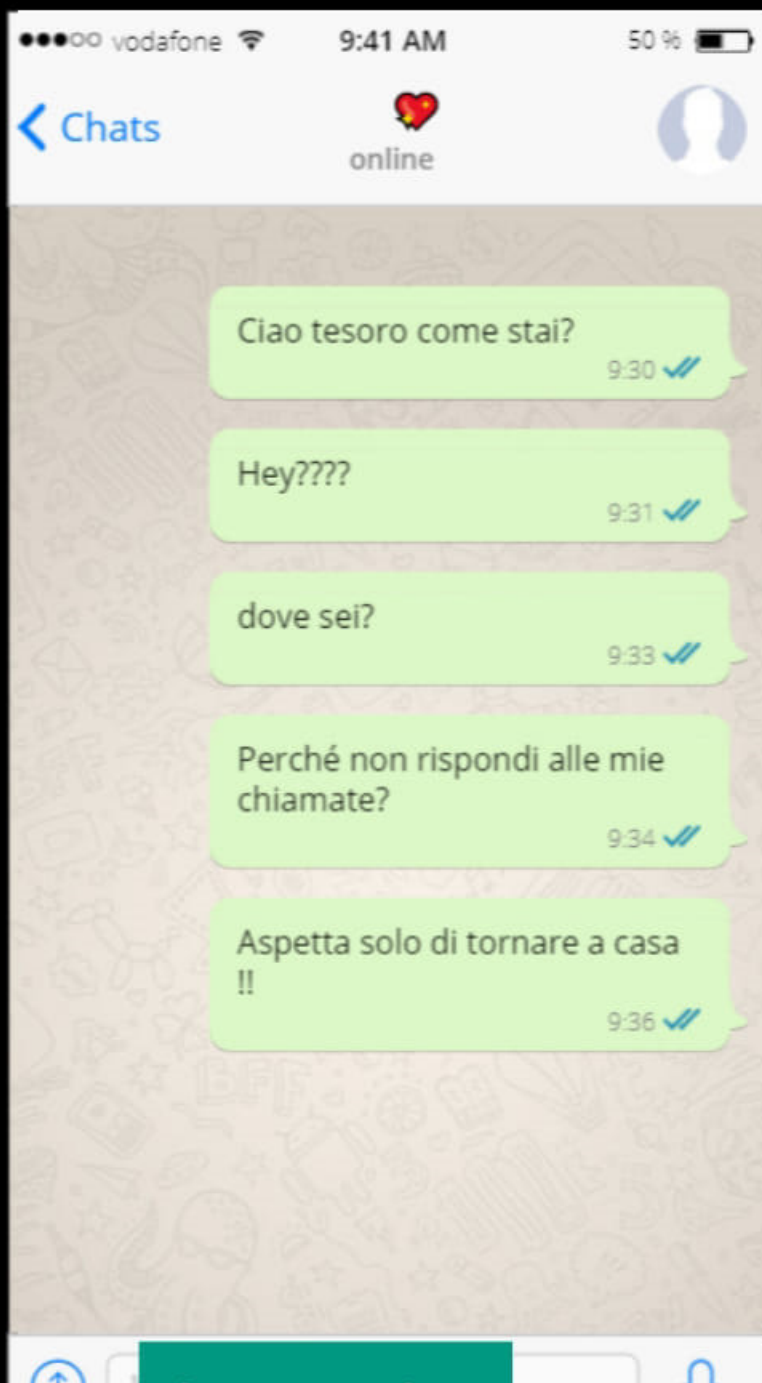 vodafone 9:41 AM 50 %
Chats
online
Ciao tesoro come stai?
9:30
Hey????
9:31
dove sei?
9:33
Perché non rispondi alle mie
chiamate?
9:34
Aspetta solo di tornare a casa
!!
9:36